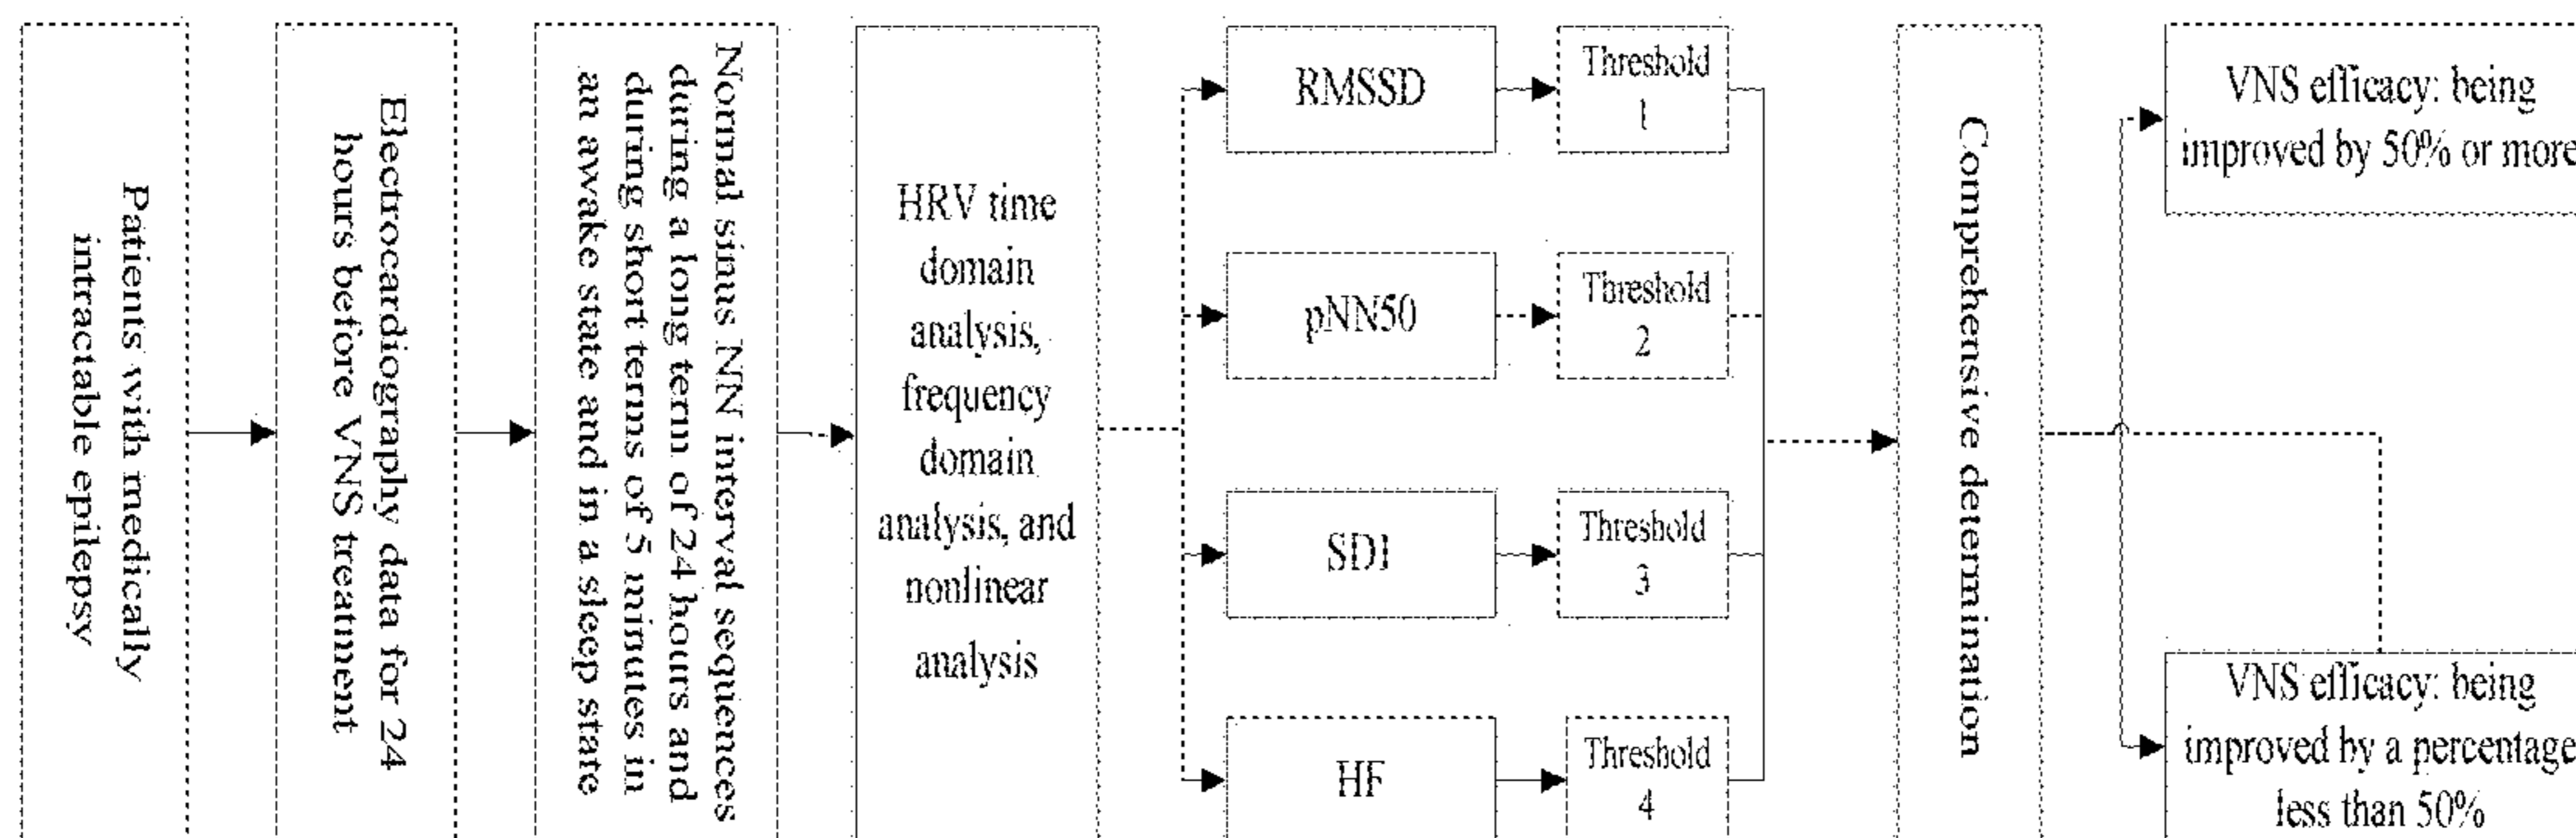 Patients with medically
intractable epilepsy
Electrocardiography data for 24
hours before VNS treatment
Normal sinus NN interval sequences
during a long term of 24 hours and
during short terms of 5 minutes in
an awake state and in a sleep state
HRV time
domain
analysis,
frequency
domain
analysis, and
nonlinear
analysis
RMSSD
Threshold
1
pNN50
Threshold
2
SD1
Threshold
3
HF
Threshold
4
Comprehensive determination
VNS efficacy: being
improved by 50% or more
VNS efficacy: being
improved by a percentage
less than 50%